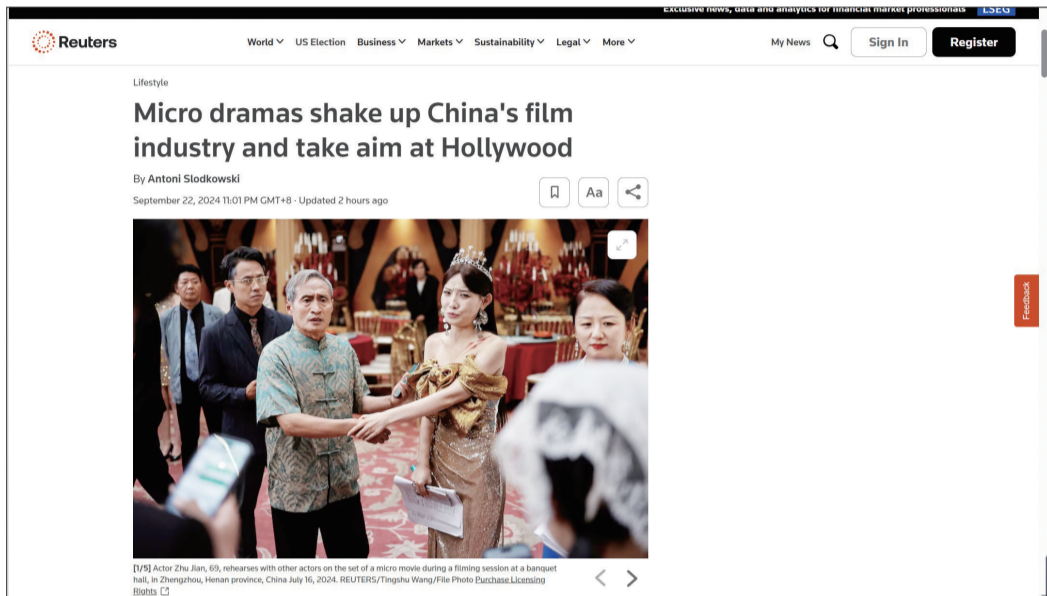 Exclusive news, data and analytics for financial market professionals LSEG
Reuters World US Election Business Markets Sustainability Legal More My News Sign In Register
Lifestyle
Micro dramas shake up China's film
industry and take aim at Hollywood
By Antoni Slodkowski
September 22, 2024 11:01 PM GMT+8 · Updated 2 hours ago
Aa
Feedback
[1/5] Actor Zhu Jian, 69, rehearses with other actors on the set of a micro movie during a filming session at a banquet
hall, in Zhengzhou, Henan province, China July 16, 2024. REUTERS/Tingshu Wang/File Photo Purchase Licensing
Rights